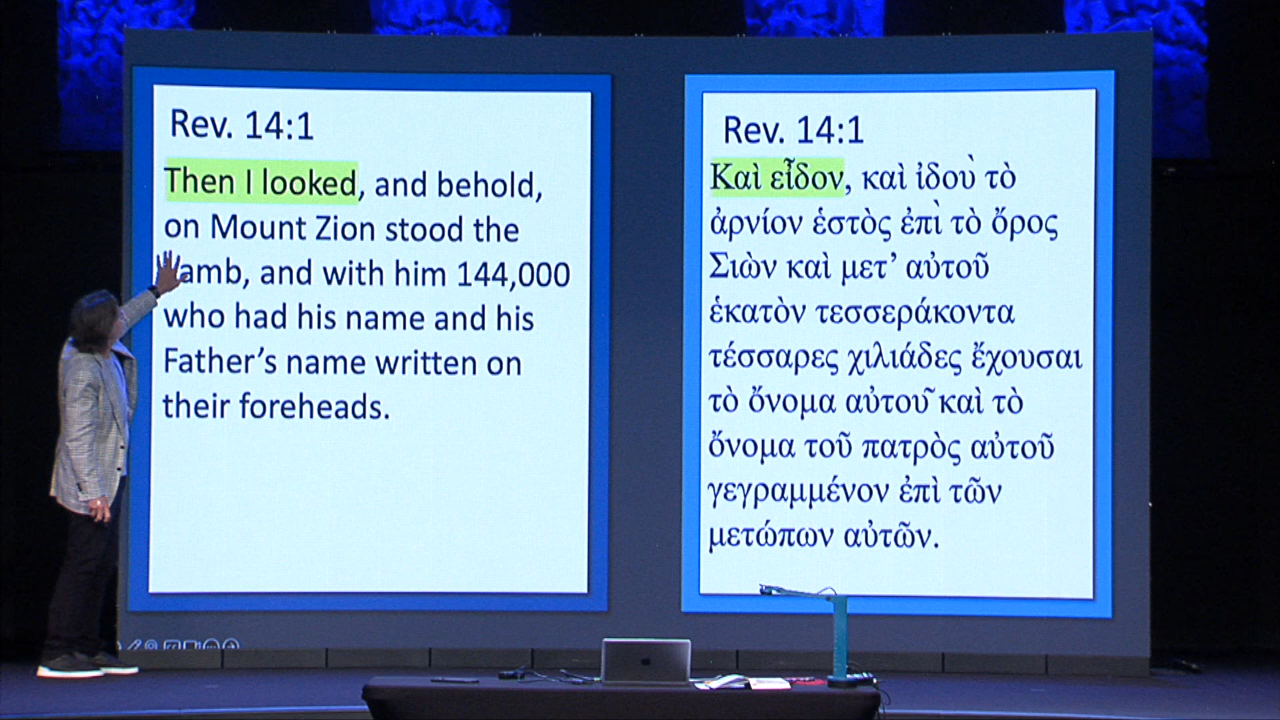 Rev. 14:1
Then I looked, and behold,
on Mount Zion stood the
amb, and with him 144,000
who had his name and his
Father’s name written on
their foreheads.
Rev. 14:1
Καὶ εἶδον, καὶ ἰδοὺ τὸ
ἀρνίον ἑστὸς ἐπὶ τὸ ὄρος
Σιὼν καὶ μετ’ αὐτοῦ
ἑκατὸν τεσσεράκοντα
τέσσαρες χιλιάδες ἔχουσαι
τὸ ὄνομα αὐτοῦ καὶ τὸ
ὄνομα τοῦ πατρὸς αὐτοῦ
γεγραμμένον ἐπὶ τῶν
μετώπων αὐτῶν.